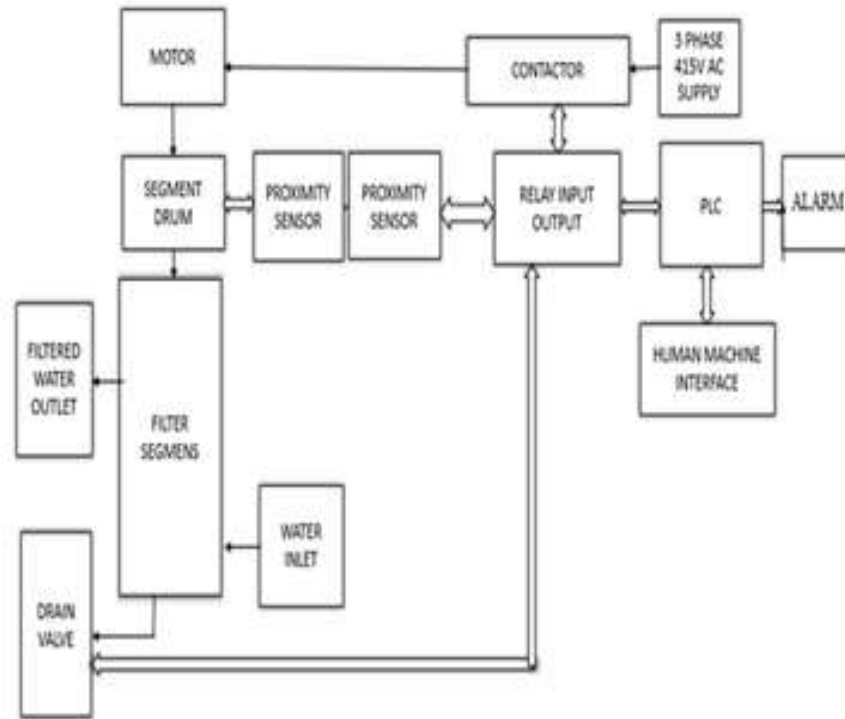 MOTOR
CONTACTOR
3 PHASE
415V AC
SUPPLY
SEGMENT
DRUM
PROXIMITY
SENSOR
PROXIMITY
SENSOR
RELAY INPUT
OUTPUT
PLC
ALARM
FILTERED
WATER
OUTLET
FILTER
SEGMENS
HUMAN MACHINE
INTERFACE
WATER
INLET
DRAIN
VALVE